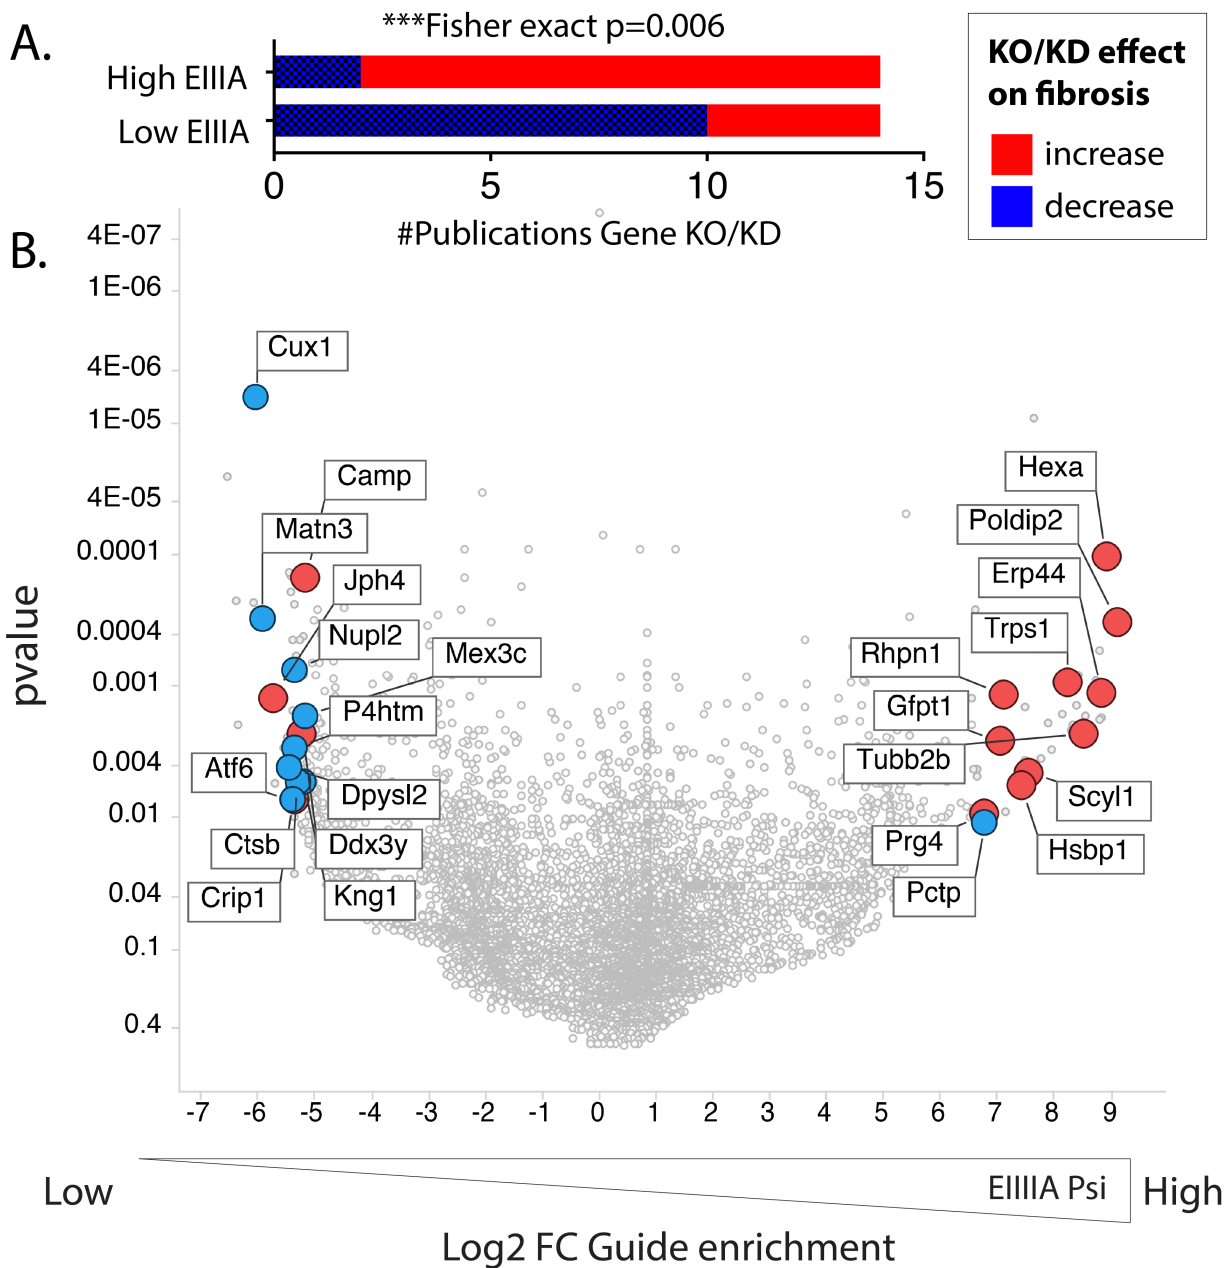 A.
***Fisher exact p=0.006
High EIIIA
Low EIIIA
0 5 10 15
#Publications Gene KO/KD
KO/KD effect
on fibrosis
increase
decrease
B.
4E-07
1E-06
4E-06
1E-05
4E-05
0.0001
0.0004
0.001
0.004
0.01
0.04
0.1
0.4
pvalue
Cux1
Camp
Matn3
Jph4
Nupl2
Mex3c
P4htm
Atf6
Dpysl2
Ctsb
Ddx3y
Crip1
Kng1
Hexa
Poldip2
Erp44
Trps1
Rhpn1
Gfpt1
Tubb2b
Scyl1
Prg4
Hsbp1
Pctp
-7 -6 -5 -4 -3 -2 -1 0 1 2 3 4 5 6 7 8 9
Low
EIIIIA Psi
High
Log2 FC Guide enrichment